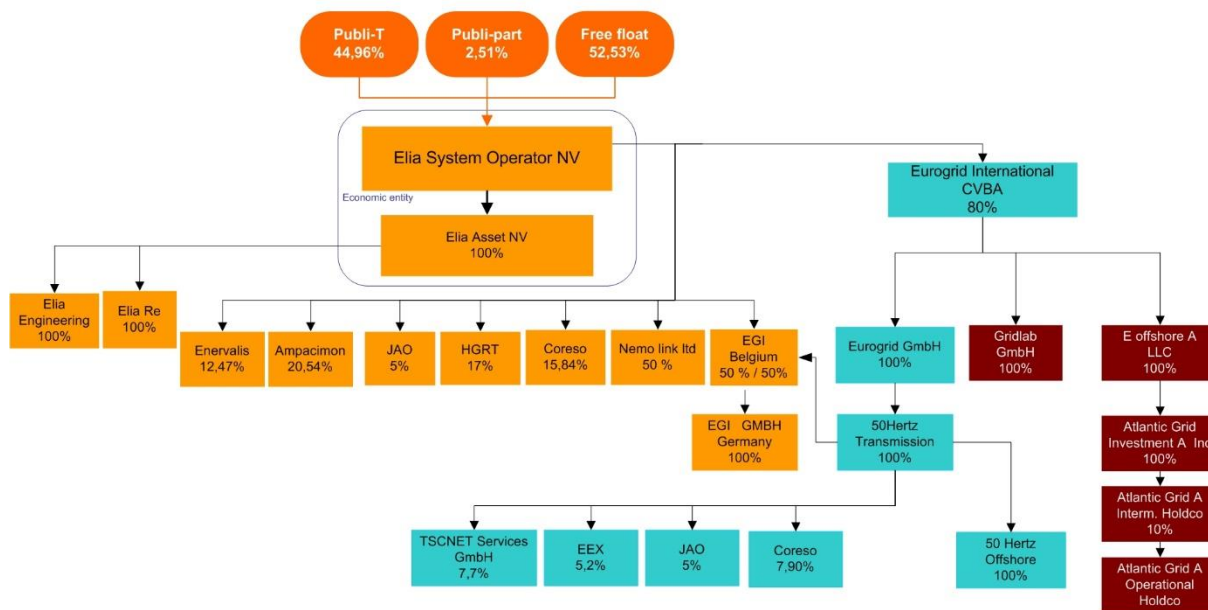 Publi-T
44,96%
Publi-part
2,51%
Free float
52,53%
Elia System Operator NV
Economic entity
Elia Asset NV
100%
Eurogrid International
CVBA
80%
Elia
Engineering
100%
Elia Re
100%
Enervalis
12,47%
Ampacimon
20,54%
JAO
5%
HGRT
17%
Coreso
15,84%
Nemo link ltd
50 %
EGI
Belgium
50 % / 50%
Eurogrid GmbH
100%
Gridlab
GmbH
100%
E offshore A
LLC
100%
EGI GMBH
Germany
100%
50Hertz
Transmission
100%
Atlantic Grid
Investment A Inc
100%
Atlantic Grid A
Interm. Holdco
10%
TSCNET Services
GmbH
7,7%
EEX
5,2%
JAO
5%
Coreso
7,90%
50 Hertz
Offshore
100%
Atlantic Grid A
Operational
Holdco